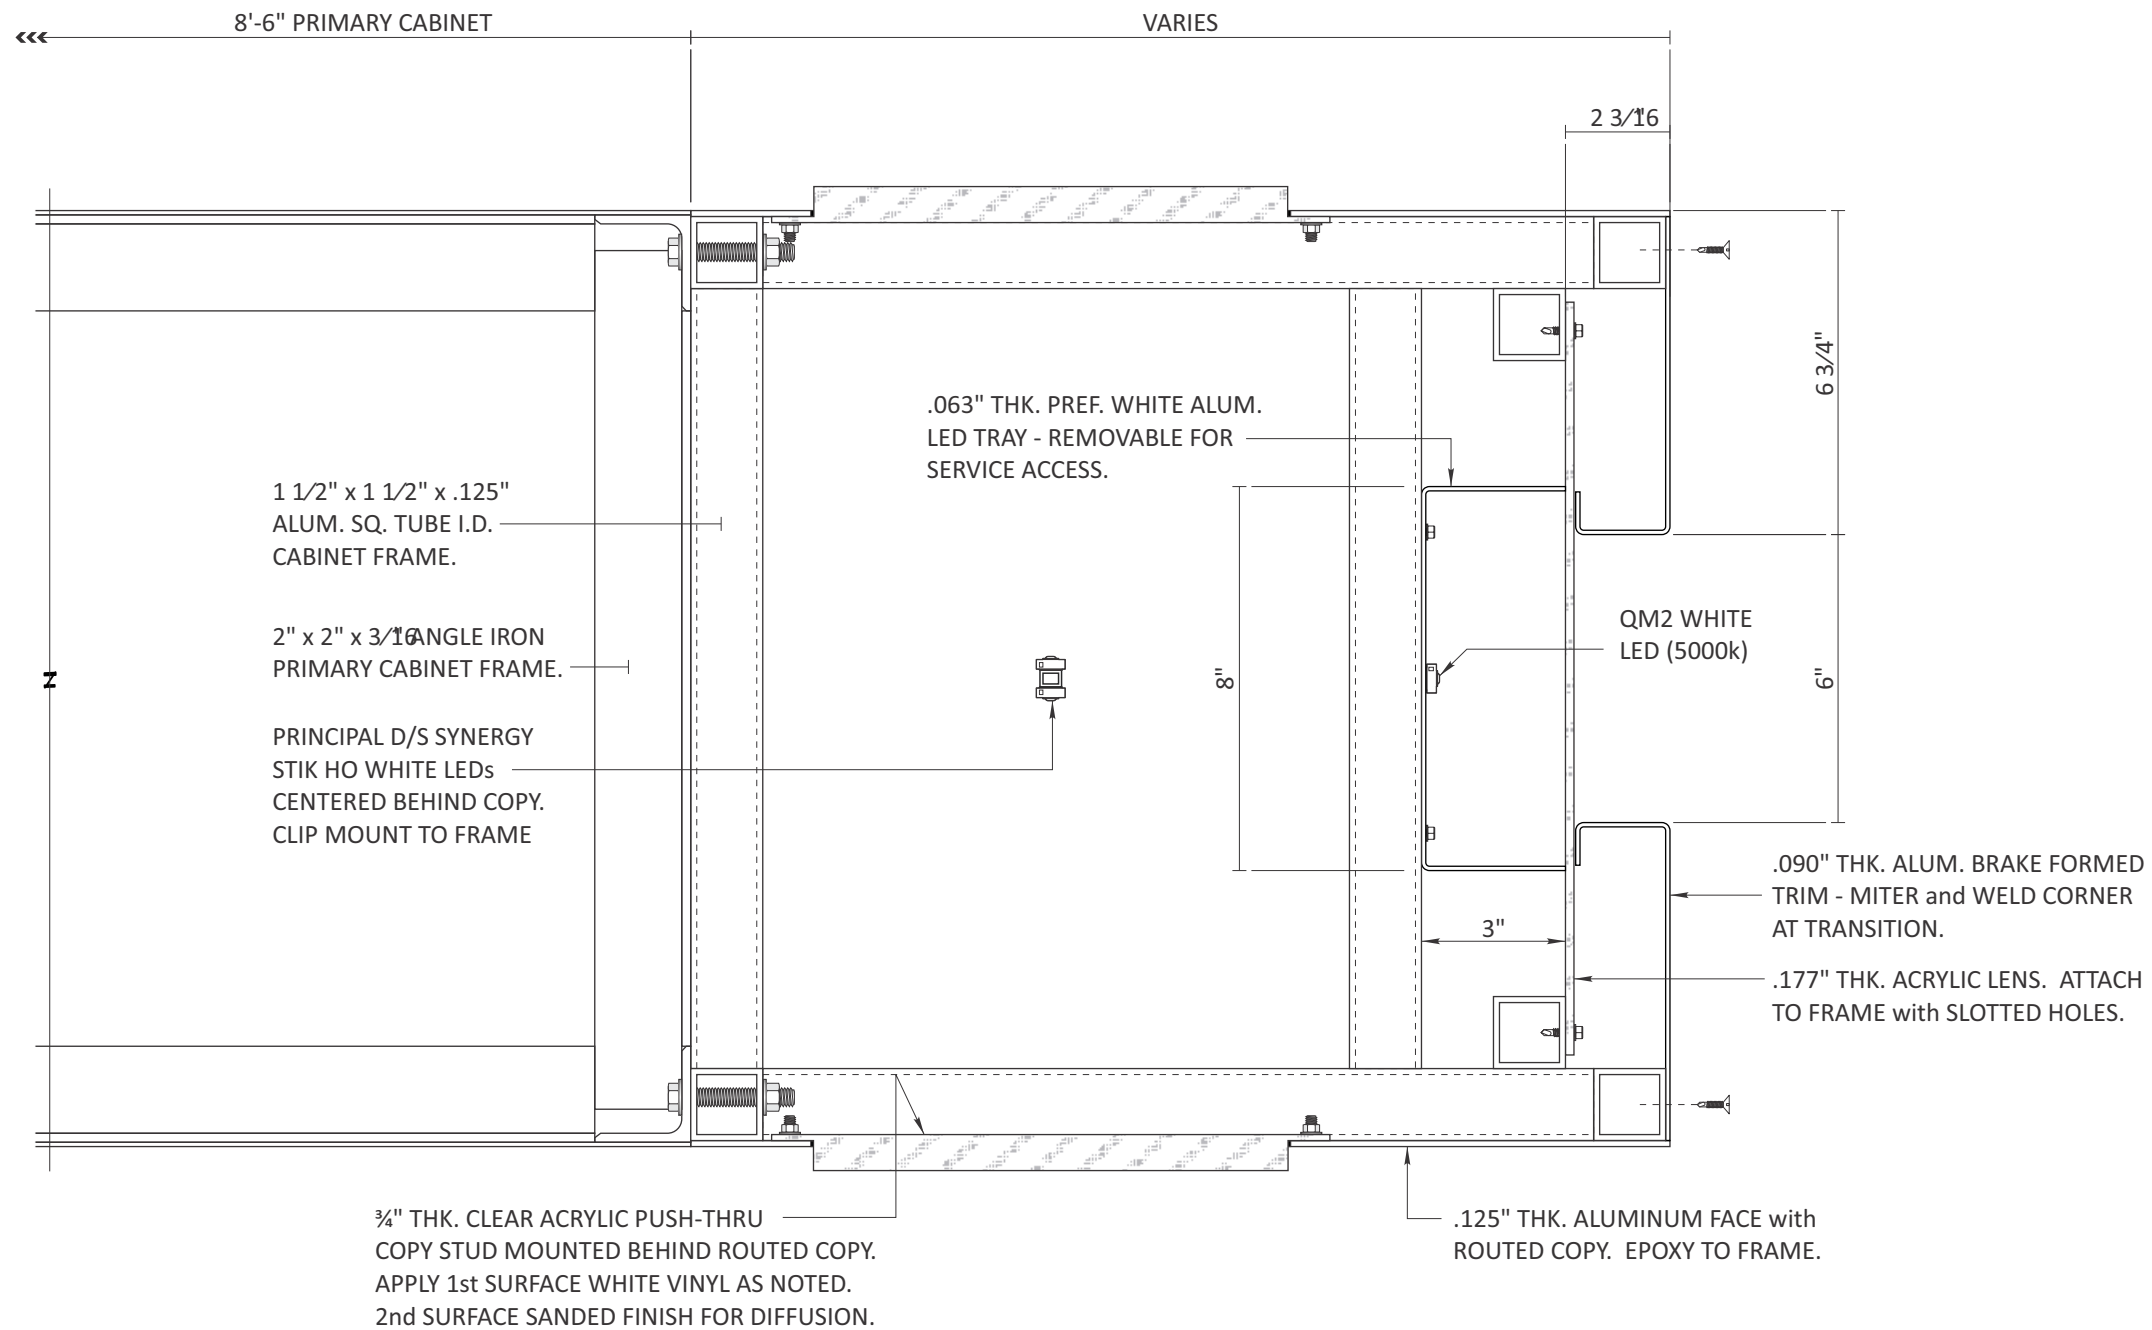 8'-6" PRIMARY CABINET
VARIES
2 3/16"
6 3/4"
.063" THK. PREF. WHITE ALUM.
LED TRAY - REMOVABLE FOR
SERVICE ACCESS.
1 1/2" x 1 1/2" x .125"
ALUM. SQ. TUBE I.D.
CABINET FRAME.
2" x 2" x 3/16" ANGLE IRON
PRIMARY CABINET FRAME.
PRINCIPAL D/S SYNERGY
STIK HO WHITE LEDs
CENTERED BEHIND COPY.
CLIP MOUNT TO FRAME
8"
QM2 WHITE
LED (5000k)
6"
3"
.090" THK. ALUM. BRAKE FORMED
TRIM - MITER and WELD CORNER
AT TRANSITION.
.177" THK. ACRYLIC LENS. ATTACH
TO FRAME with SLOTTED HOLES.
¾" THK. CLEAR ACRYLIC PUSH-THRU
COPY STUD MOUNTED BEHIND ROUTED COPY.
APPLY 1st SURFACE WHITE VINYL AS NOTED.
2nd SURFACE SANDED FINISH FOR DIFFUSION.
.125" THK. ALUMINUM FACE with
ROUTED COPY. EPOXY TO FRAME.